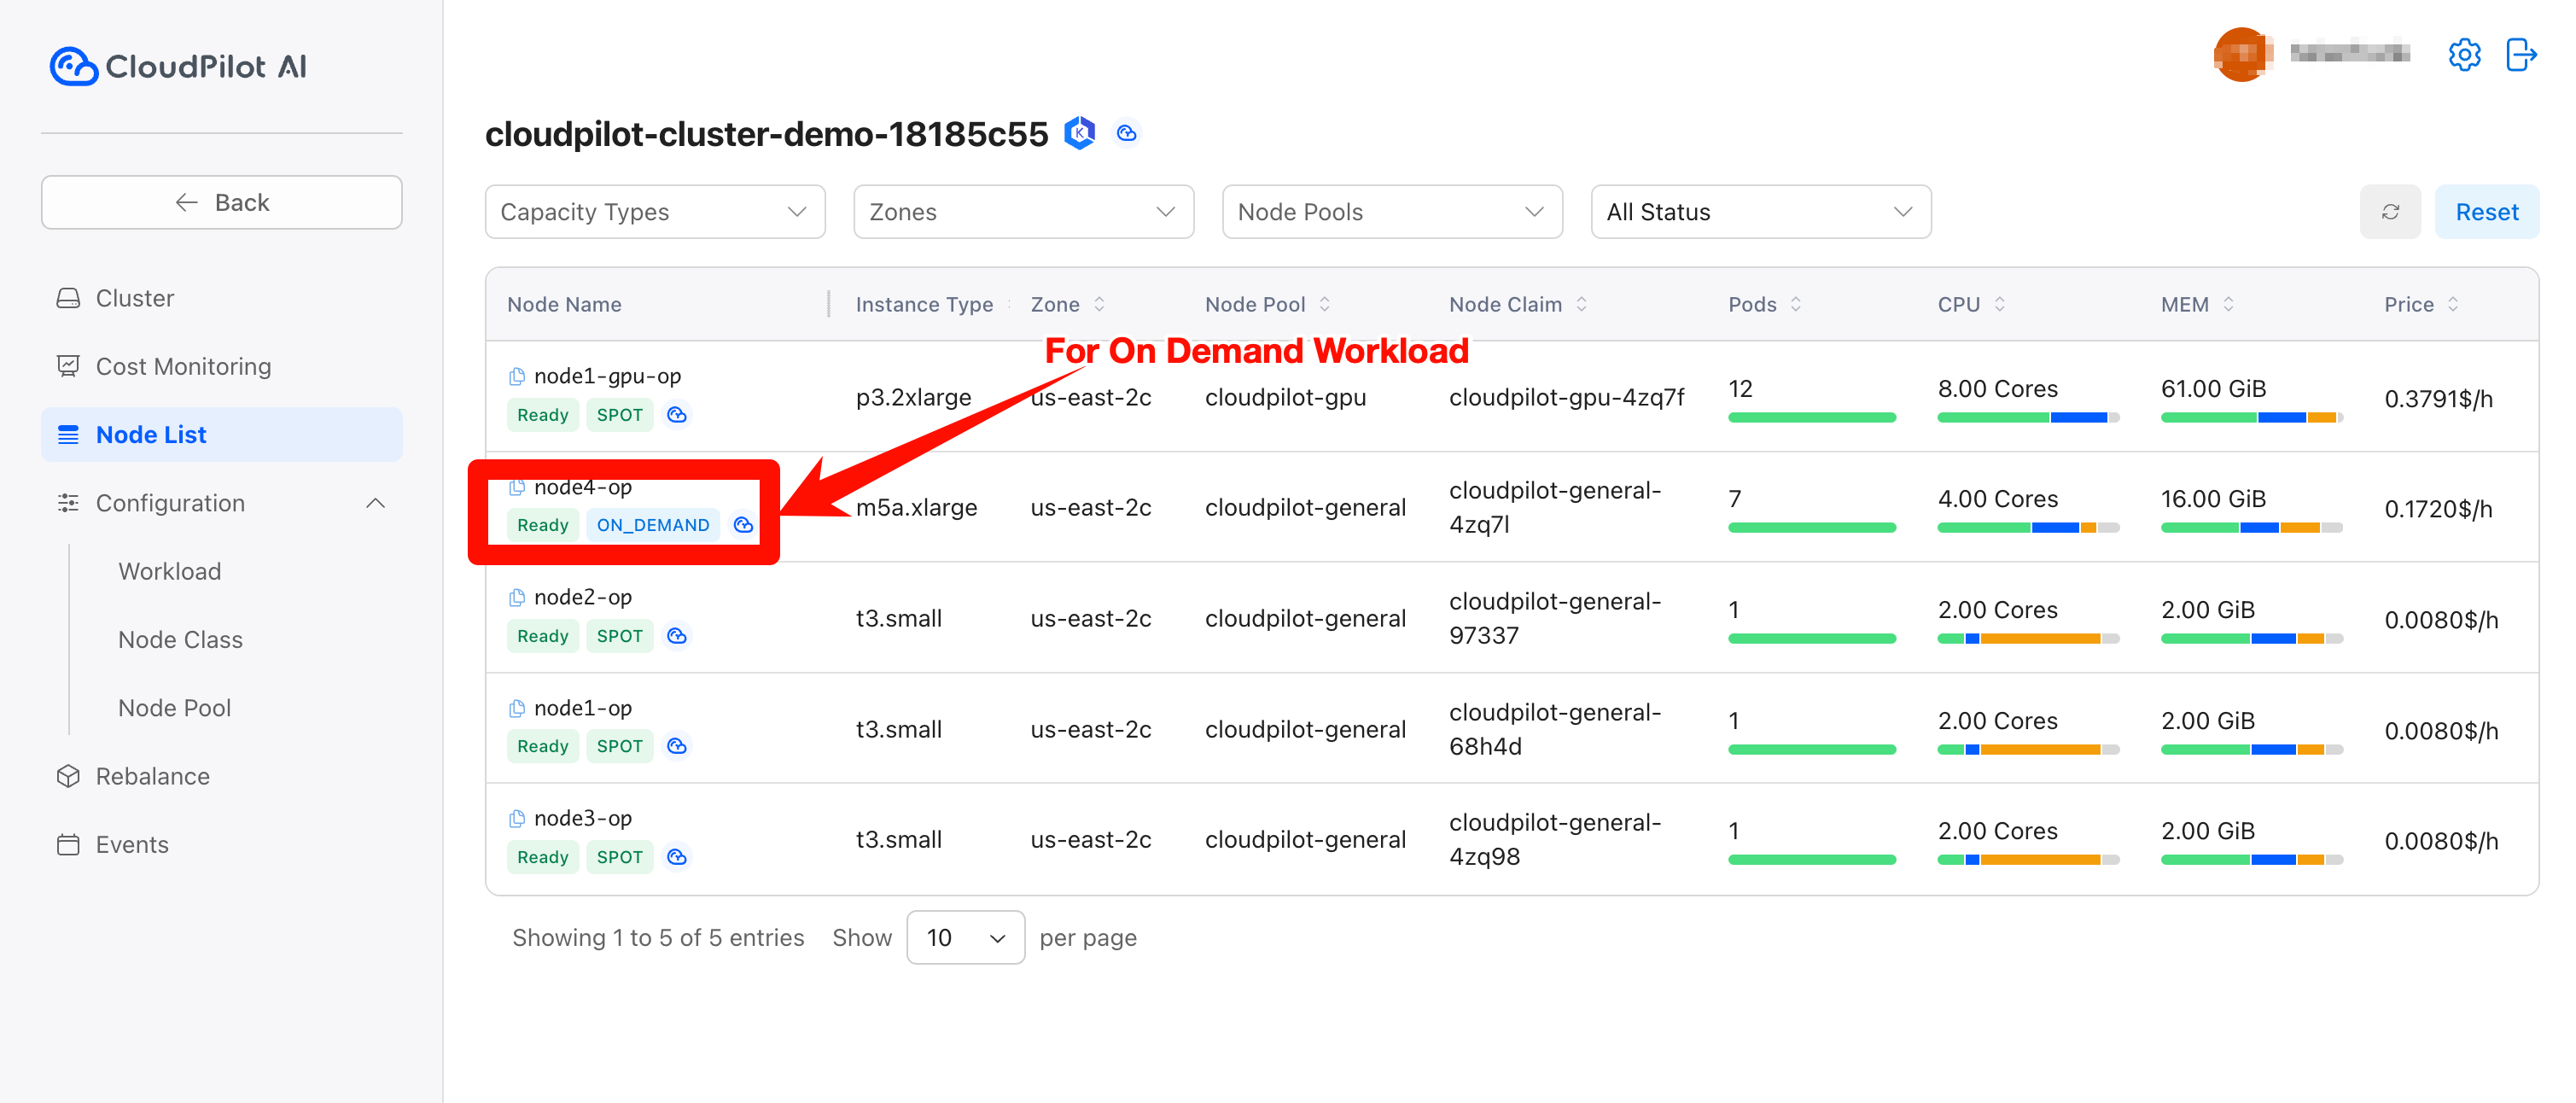 CloudPilot AI
Back
Cluster
Cost Monitoring
Node List
Configuration
Workload
Node Class
Node Pool
Rebalance
Events
cloudpilot-cluster-demo-18185c55
Capacity Types
Zones
Node Pools
All Status
Reset
Node Name Instance Type Zone Node Pool Node Claim Pods CPU MEM Price
For On Demand Workload
node1-gpu-op
Ready SPOT
p3.2xlarge us-east-2c cloudpilot-gpu cloudpilot-gpu-4zq7f 12 8.00 Cores 61.00 GiB 0.3791$/h
node4-op
Ready ON_DEMAND
m5a.xlarge us-east-2c cloudpilot-general
cloudpilot-general-
4zq7l
7 4.00 Cores 16.00 GiB 0.1720$/h
node2-op
Ready SPOT
t3.small us-east-2c cloudpilot-general
cloudpilot-general-
97337
1 2.00 Cores 2.00 GiB 0.0080$/h
node1-op
Ready SPOT
t3.small us-east-2c cloudpilot-general
cloudpilot-general-
68h4d
1 2.00 Cores 2.00 GiB 0.0080$/h
node3-op
Ready SPOT
t3.small us-east-2c cloudpilot-general
cloudpilot-general-
4zq98
1 2.00 Cores 2.00 GiB 0.0080$/h
Showing 1 to 5 of 5 entries Show 10 per page